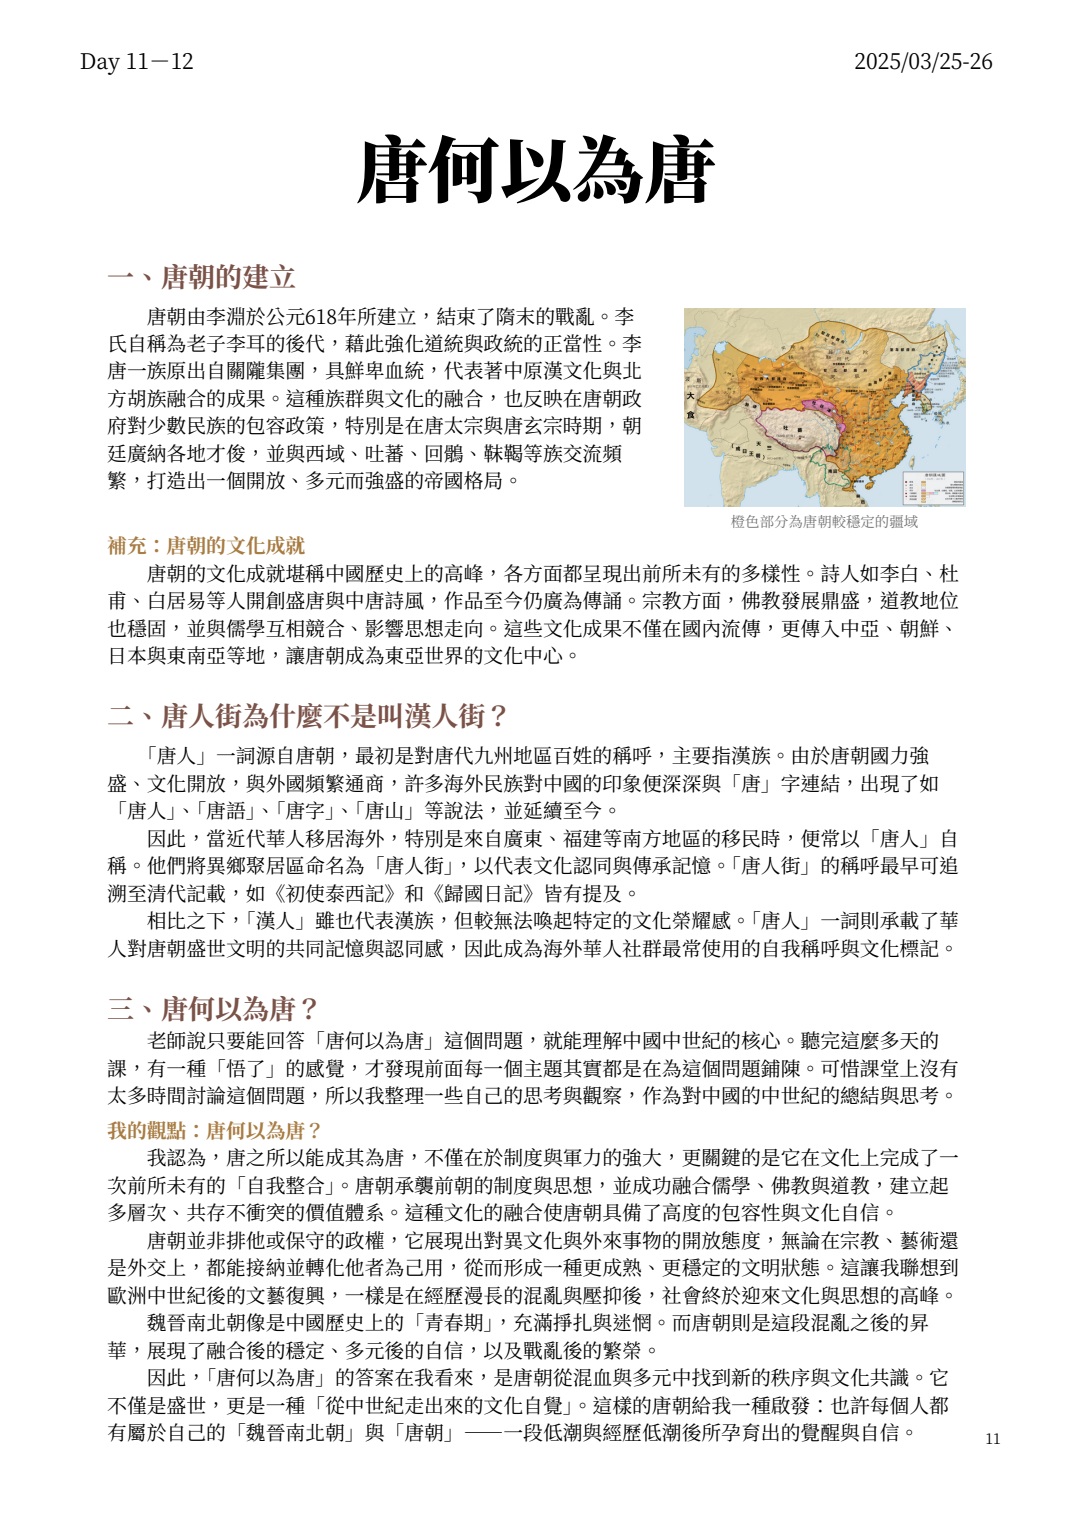 Day 11－12
2025/03/25-26
唐何以為唐
一、唐朝的建立
唐朝由李淵於公元618年所建立，結束了隋末的戰亂。李
氏自稱為老子李耳的後代，藉此強化道統與政統的正當性。李
唐一族原出自關隴集團，具鮮卑血統，代表著中原漢文化與北
方胡族融合的成果。這種族群與文化的融合，也反映在唐朝政
府對少數民族的包容政策，特別是在唐太宗與唐玄宗時期，朝
廷廣納各地才俊，並與西域、吐蕃、回鶻、靺鞨等族交流頻
繁，打造出一個開放、多元而強盛的帝國格局。
大
食
吐
蕃
橙色部分為唐朝較穩定的疆域
補充：唐朝的文化成就
唐朝的文化成就堪稱中國歷史上的高峰，各方面都呈現出前所未有的多樣性。詩人如李白、杜
甫、白居易等人開創盛唐與中唐詩風，作品至今仍廣為傳誦。宗教方面，佛教發展鼎盛，道教地位
也穩固，並與儒學互相競合、影響思想走向。這些文化成果不僅在國內流傳，更傳入中亞、朝鮮、
日本與東南亞等地，讓唐朝成為東亞世界的文化中心。
二、唐人街為什麼不是叫漢人街？
「唐人」一詞源自唐朝，最初是對唐代九州地區百姓的稱呼，主要指漢族。由於唐朝國力強
盛、文化開放，與外國頻繁通商，許多海外民族對中國的印象便深深與「唐」字連結，出現了如
「唐人」、「唐語」、「唐字」、「唐山」等說法，並延續至今。
因此，當近代華人移居海外，特別是來自廣東、福建等南方地區的移民時，便常以「唐人」自
稱。他們將異鄉聚居區命名為「唐人街」，以代表文化認同與傳承記憶。「唐人街」的稱呼最早可追
溯至清代記載，如《初使泰西記》和《歸國日記》皆有提及。
相比之下，「漢人」雖也代表漢族，但較無法喚起特定的文化榮耀感。「唐人」一詞則承載了華
人對唐朝盛世文明的共同記憶與認同感，因此成為海外華人社群最常使用的自我稱呼與文化標記。
三、唐何以為唐？
老師說只要能回答「唐何以為唐」這個問題，就能理解中國中世紀的核心。聽完這麼多天的
課，有一種「悟了」的感覺，才發現前面每一個主題其實都是在為這個問題鋪陳。可惜課堂上沒有
太多時間討論這個問題，所以我整理一些自己的思考與觀察，作為對中國的中世紀的總結與思考。
我的觀點：唐何以為唐？
我認為，唐之所以能成其為唐，不僅在於制度與軍力的強大，更關鍵的是它在文化上完成了一
次前所未有的「自我整合」。唐朝承襲前朝的制度與思想，並成功融合儒學、佛教與道教，建立起
多層次、共存不衝突的價值體系。這種文化的融合使唐朝具備了高度的包容性與文化自信。
唐朝並非排他或保守的政權，它展現出對異文化與外來事物的開放態度，無論在宗教、藝術還
是外交上，都能接納並轉化他者為己用，從而形成一種更成熟、更穩定的文明狀態。這讓我聯想到
歐洲中世紀後的文藝復興，一樣是在經歷漫長的混亂與壓抑後，社會終於迎來文化與思想的高峰。
魏晉南北朝像是中國歷史上的「青春期」，充滿掙扎與迷惘。而唐朝則是這段混亂之後的昇
華，展現了融合後的穩定、多元後的自信，以及戰亂後的繁榮。
因此，「唐何以為唐」的答案在我看來，是唐朝從混血與多元中找到新的秩序與文化共識。它
不僅是盛世，更是一種「從中世紀走出來的文化自覺」。這樣的唐朝給我一種啟發：也許每個人都
有屬於自己的「魏晉南北朝」與「唐朝」——一段低潮與經歷低潮後所孕育出的覺醒與自信。
11